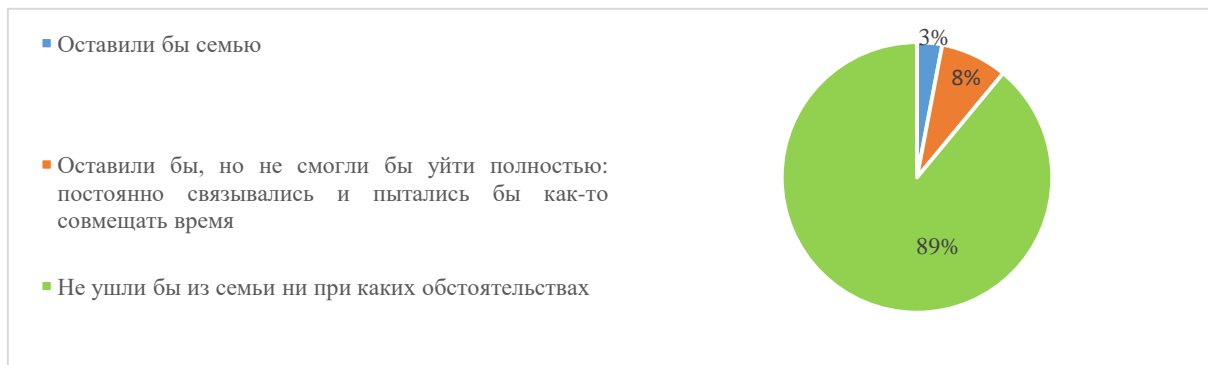 Оставили бы семью
Оставили бы, но не смогли бы уйти полностью:
постоянно связывались и пытались бы как-то
совмещать время
Не ушли бы из семьи ни при каких обстоятельствах
3%
8%
89%